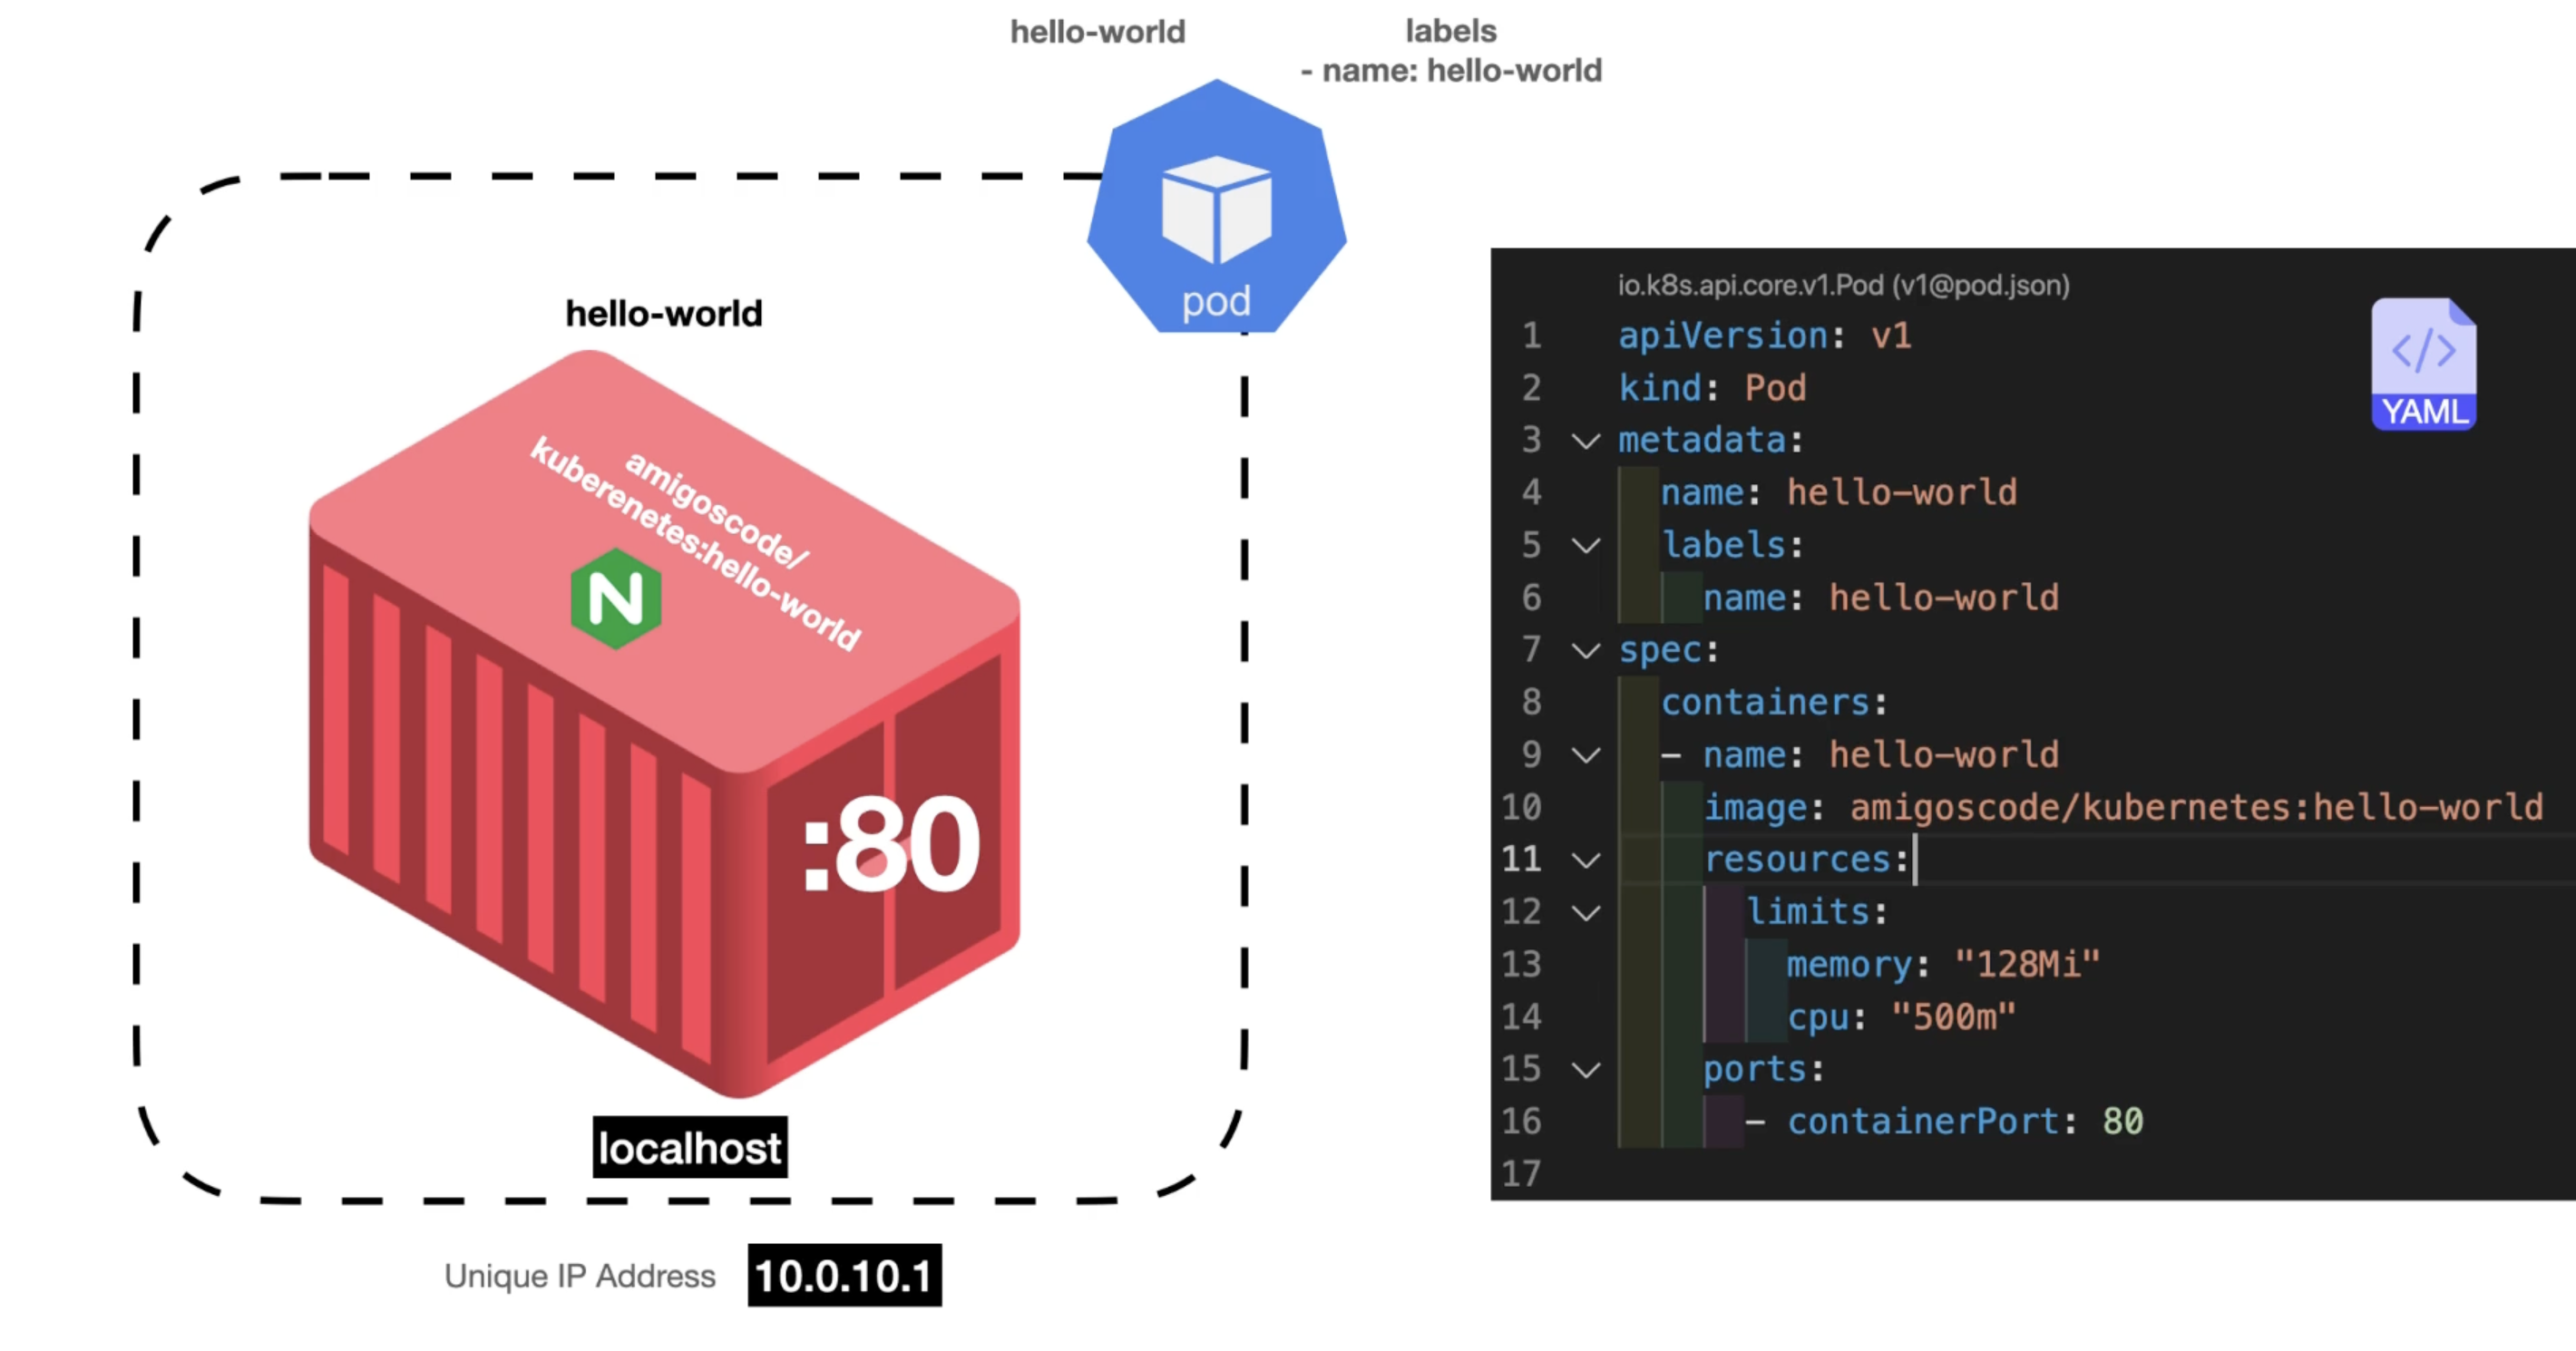 hello-world
labels
- name: hello-world
pod
hello-world
amigoscode/
kuberenetes:hello-world
N
:80
localhost
Unique IP Address 10.0.10.1
io.k8s.api.core.v1.Pod (v1@pod.json)
YAML
1 apiVersion: v1
2 kind: Pod
3 metadata:
4   name: hello-world
5   labels:
6     name: hello-world
7 spec:
8   containers:
9   - name: hello-world
10     image: amigoscode/kubernetes:hello-world
11     resources:
12       limits:
13         memory: "128Mi"
14         cpu: "500m"
15     ports:
16       - containerPort: 80
17